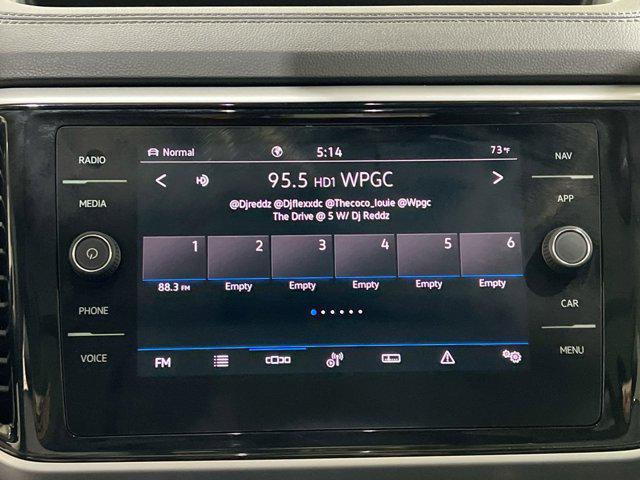 RADIO
MEDIA
PHONE
VOICE
Normal 5:14 73°F
< HD 95.5 HD1 WPGC >
@Djreddz @Djflexxdc @Thecoco_louie @Wpgc
The Drive @ 5 W/ Dj Reddz
1 2 3 4 5 6
88.3 FM Empty Empty Empty Empty Empty
FM
NAV
APP
CAR
MENU